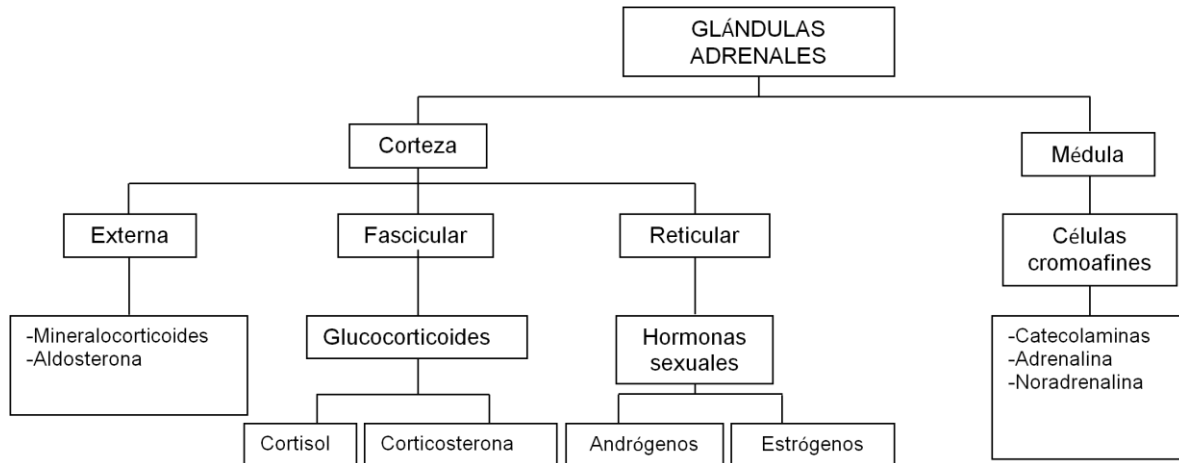 GLÁNDULAS
ADRENALES
Corteza
Médula
Externa
Fascicular
Reticular
Células
cromoafines
-Mineralocorticoides
-Aldosterona
Glucocorticoides
Hormonas
sexuales
-Catecolaminas
-Adrenalina
-Noradrenalina
Cortisol
Corticosterona
Andrógenos
Estrógenos